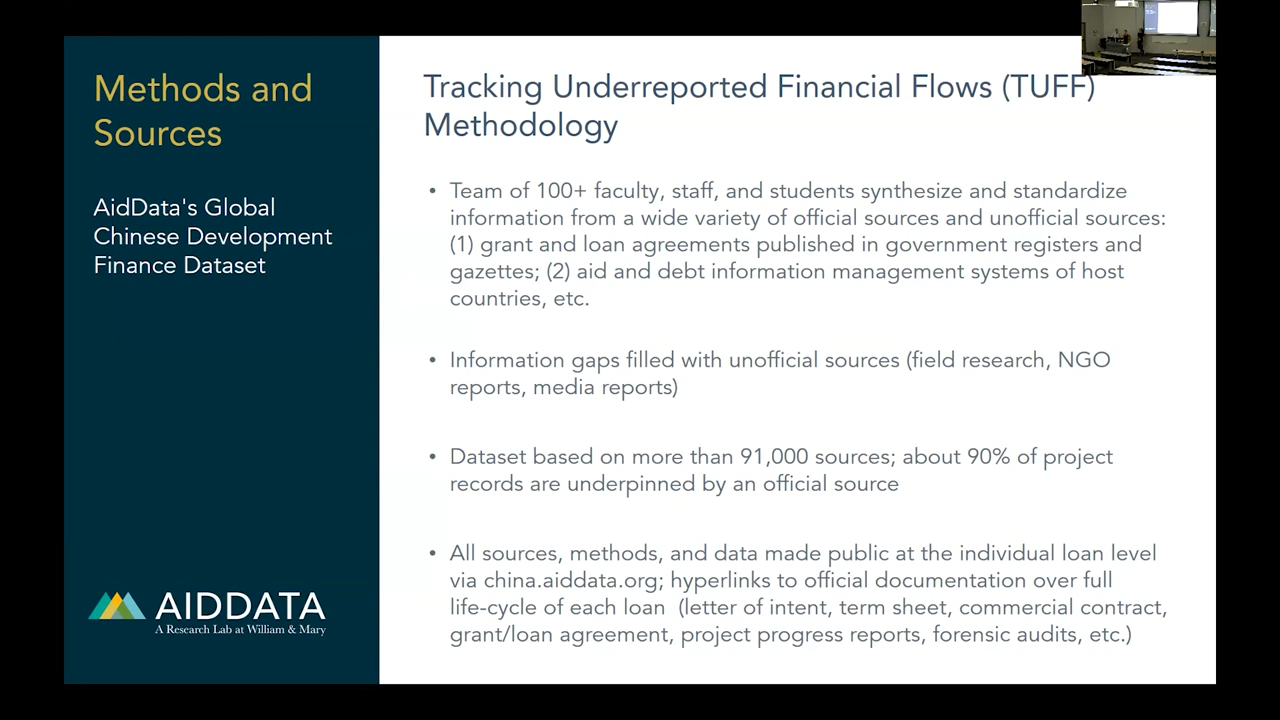 Methods and
Sources
AidData's Global
Chinese Development
Finance Dataset
AIDDATA
A Research Lab at William & Mary
Tracking Underreported Financial Flows (TUFF)
Methodology
• Team of 100+ faculty, staff, and students synthesize and standardize
information from a wide variety of official sources and unofficial sources:
(1) grant and loan agreements published in government registers and
gazettes; (2) aid and debt information management systems of host
countries, etc.
• Information gaps filled with unofficial sources (field research, NGO
reports, media reports)
• Dataset based on more than 91,000 sources; about 90% of project
records are underpinned by an official source
• All sources, methods, and data made public at the individual loan level
via china.aiddata.org; hyperlinks to official documentation over full
life-cycle of each loan  (letter of intent, term sheet, commercial contract,
grant/loan agreement, project progress reports, forensic audits, etc.)